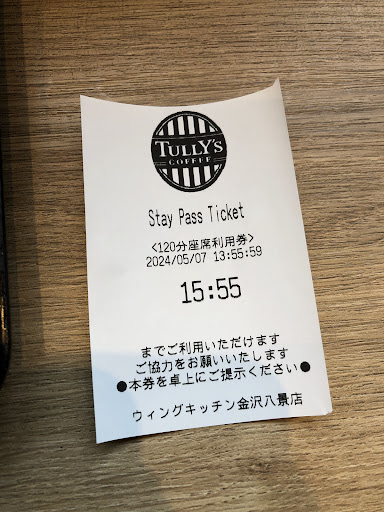 TULLY'S
COFFEE
Stay Pass Ticket
<120分座席利用券>
2024/05/07 13:55:59
15:55
までご利用いただけます
ご協力をお願いいたします
●本券を卓上にご提示ください●
ウィングキッチン金沢八景店